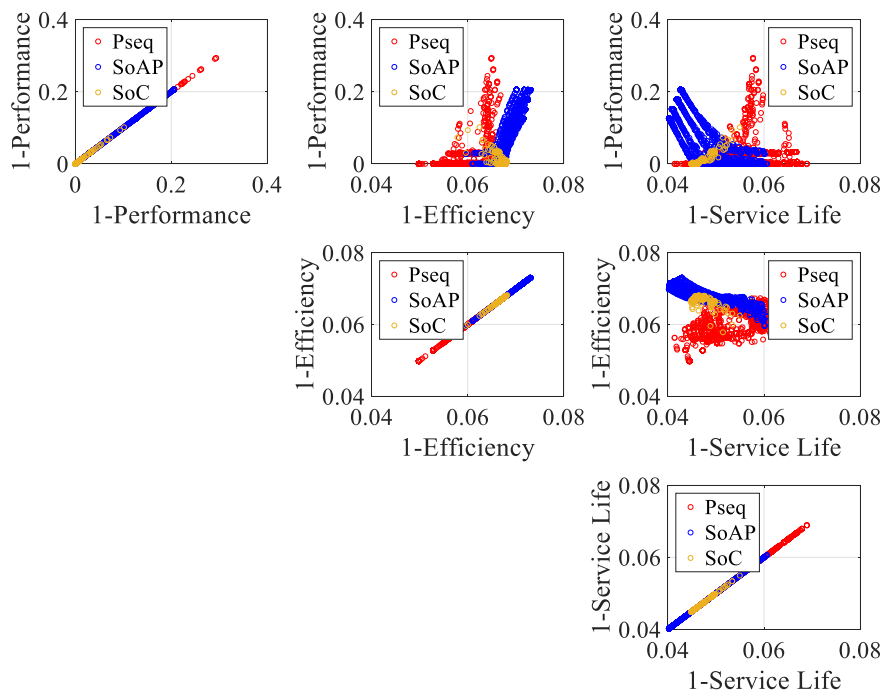 0.4
0.2
0
1-Performance
Pseq
SoAP
SoC
0
0.2
0.4
1-Performance
0.4
0.2
0
1-Performance
Pseq
SoAP
SoC
0.04
0.06
0.08
1-Efficiency
0.4
0.2
0
1-Performance
Pseq
SoAP
SoC
0.04
0.06
0.08
1-Service Life
0.08
0.06
0.04
1-Efficiency
Pseq
SoAP
SoC
0.04
0.06
0.08
1-Efficiency
0.08
0.06
0.04
1-Efficiency
Pseq
SoAP
SoC
0.04
0.06
0.08
1-Service Life
0.08
0.06
0.04
1-Service Life
Pseq
SoAP
SoC
0.04
0.06
0.08
1-Service Life